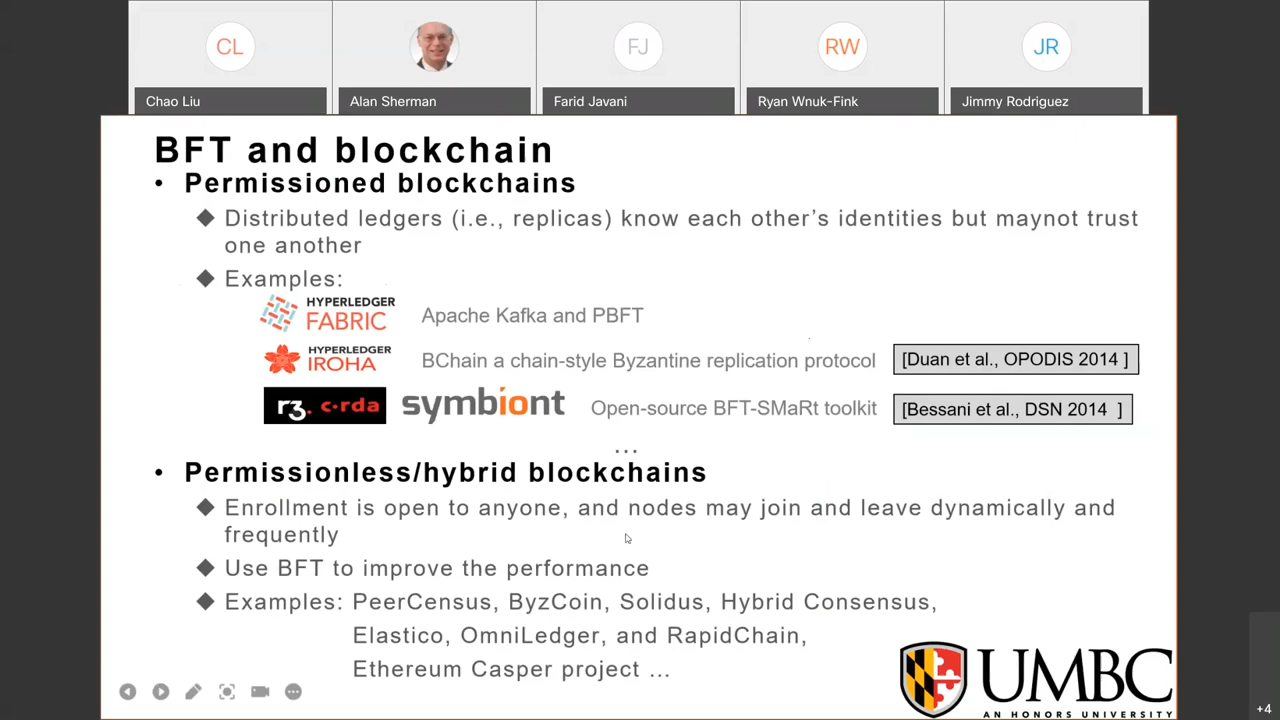 CL
FJ
RW
JR
Chao Liu
Alan Sherman
Farid Javani
Ryan Wnuk-Fink
Jimmy Rodriguez
BFT and blockchain
• Permissioned blockchains
◆ Distributed ledgers (i.e., replicas) know each other's identities but maynot trust
one another
◆ Examples:
HYPERLEDGER
FABRIC
Apache Kafka and PBFT
HYPERLEDGER
IROHA
BChain a chain-style Byzantine replication protocol
[Duan et al., OPODIS 2014 ]
r3. c·rda
symbiont
Open-source BFT-SMaRt toolkit
[Bessani et al., DSN 2014 ]
...
• Permissionless/hybrid blockchains
◆ Enrollment is open to anyone, and nodes may join and leave dynamically and
frequently
◆ Use BFT to improve the performance
◆ Examples: PeerCensus, ByzCoin, Solidus, Hybrid Consensus,
Elastico, OmniLedger, and RapidChain,
Ethereum Casper project ...
UMBC
AN HONORS UNIVERSITY
+4